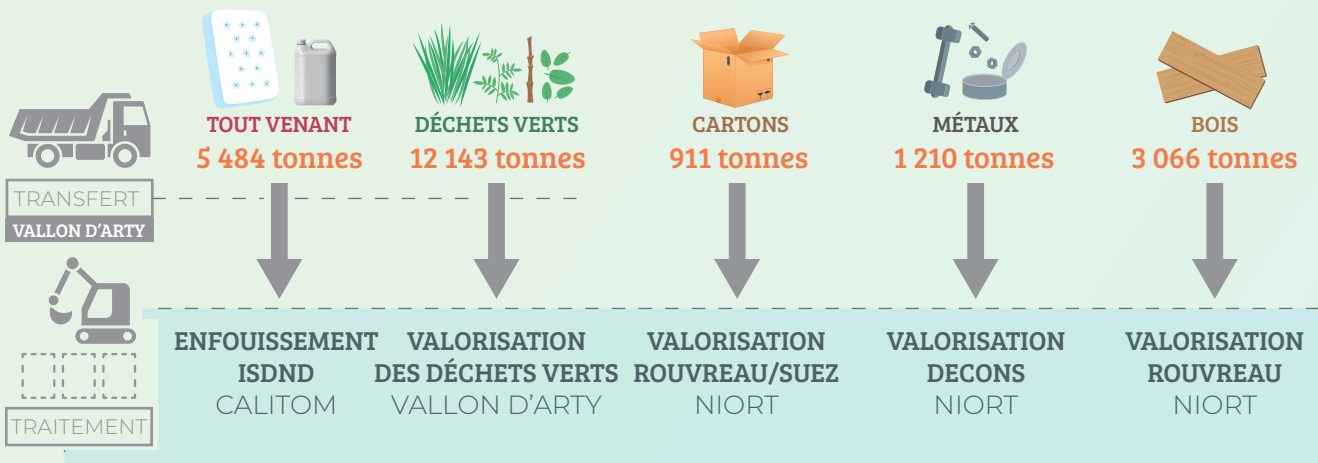 TOUT VENANT
5 484 tonnes
DÉCHETS VERTS
12 143 tonnes
CARTONS
911 tonnes
MÉTAUX
1 210 tonnes
BOIS
3 066 tonnes
TRANSFERT
VALLON D'ARTY
ENFOUISSEMENT
ISDND
CALITOM
VALORISATION
DES DÉCHETS VERTS
VALLON D'ARTY
VALORISATION
ROUVREAU/SUEZ
NIORT
VALORISATION
DECONS
NIORT
VALORISATION
ROUVREAU
NIORT
TRAITEMENT